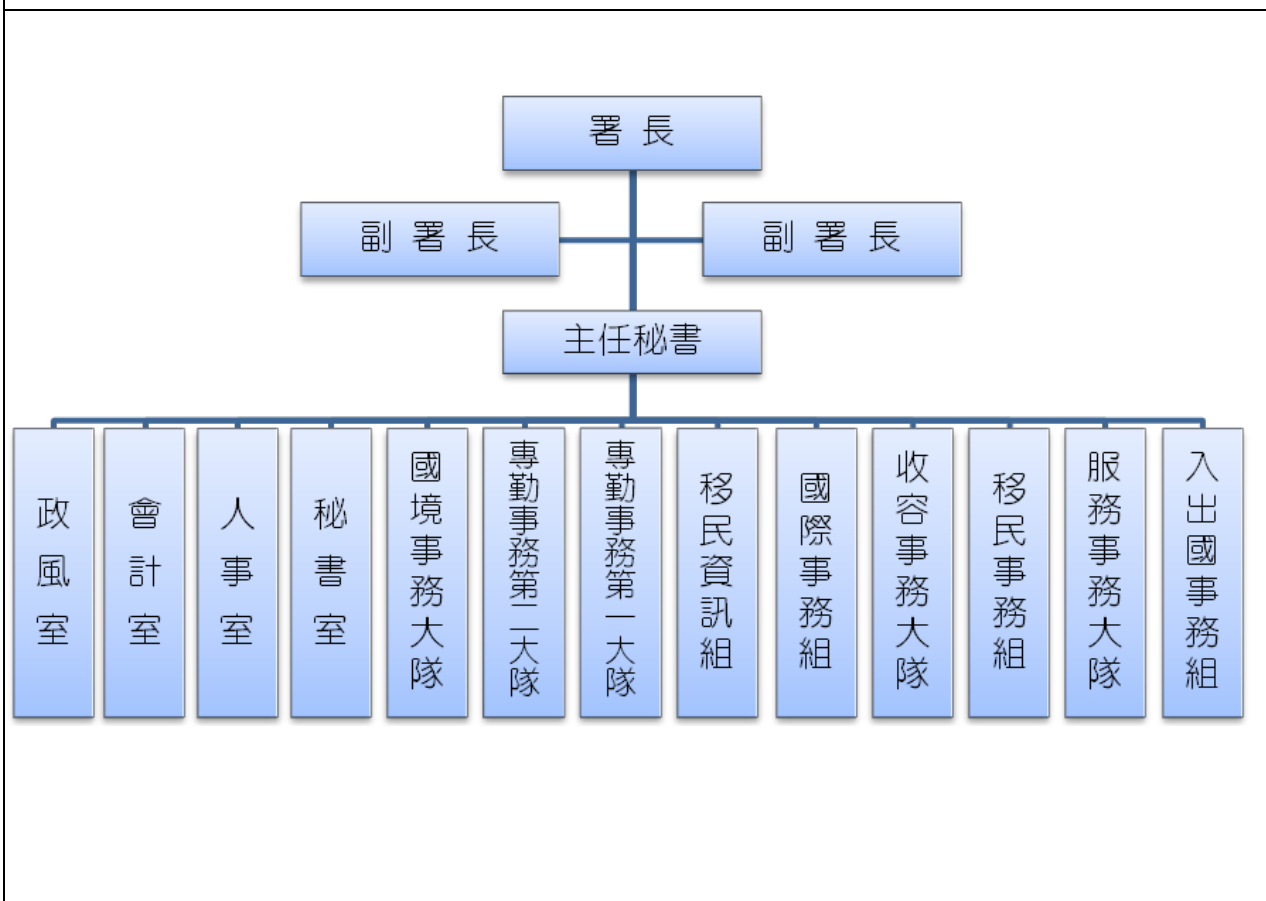 署 長
副 署 長
副 署 長
主任秘書
政風室
會計室
人事室
秘書室
國境事務大隊
專勤事務第二大隊
專勤事務第一大隊
移民資訊組
國際事務組
收容事務大隊
移民事務組
服務事務大隊
入出國事務組